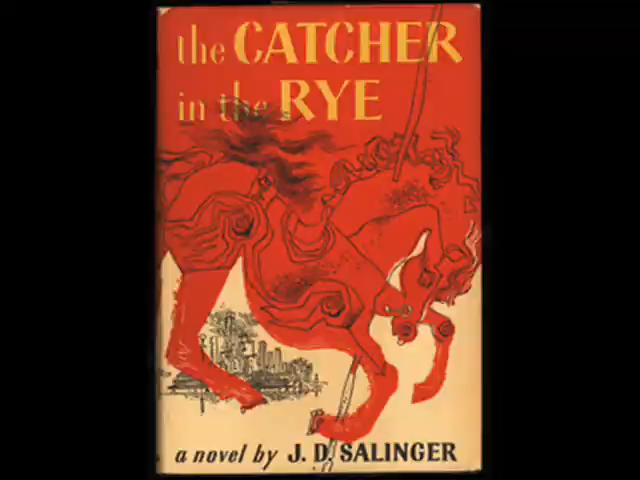 the CATCHER
in the RYE
a novel by J. D. SALINGER